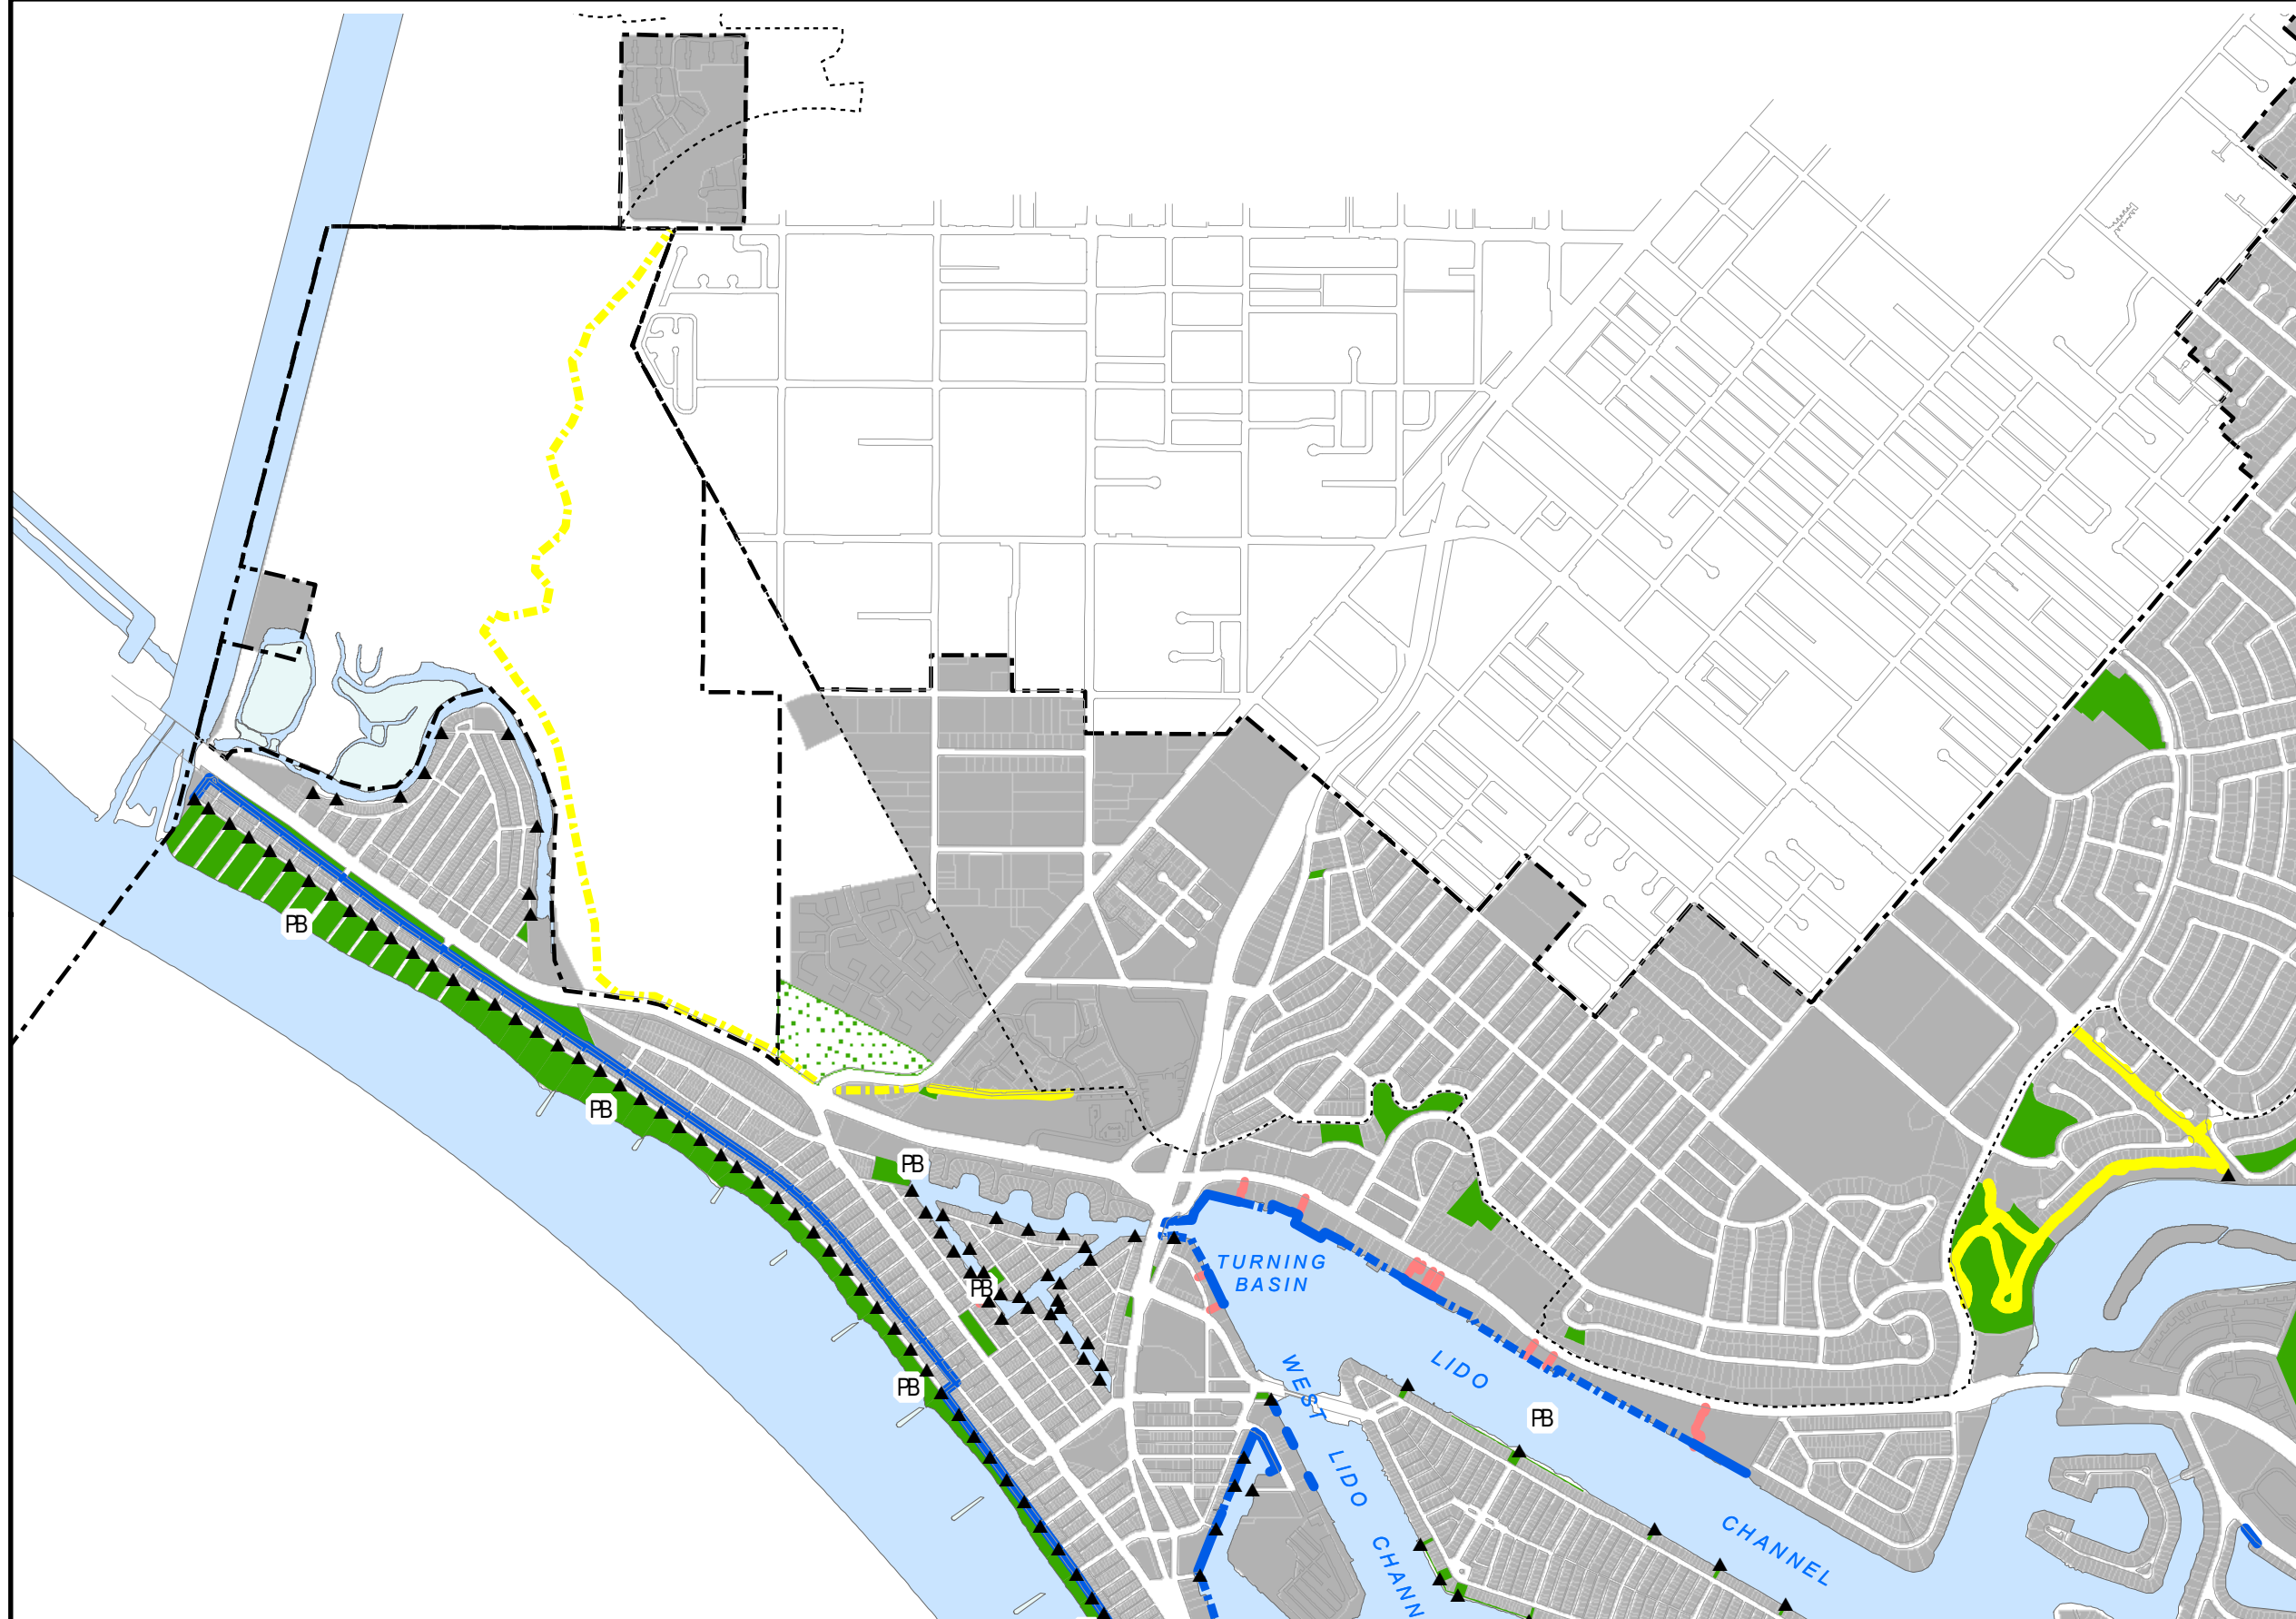 PB
PB
PB
TURNING
BASIN
PB
PB
LIDO
WEST
PB
LIDO
CHANNEL
CHANN